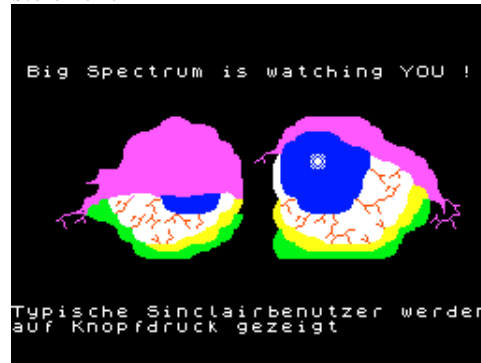 Big Spectrum is watching YOU !
Typische Sinclairbenutzer werden
auf Knopfdruck gezeigt